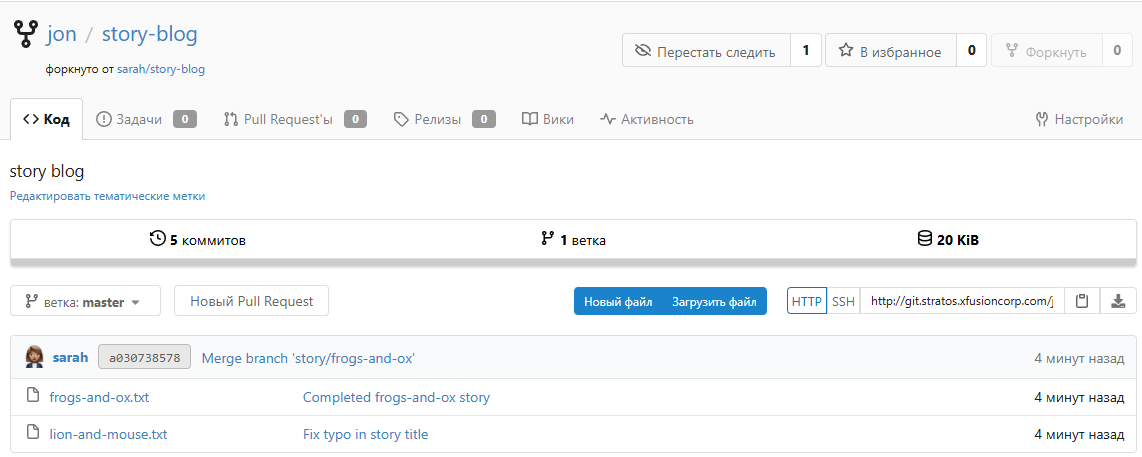 jon / story-blog
форкнуто от sarah/story-blog
Перестать следить 1 В избранное 0 Форкнуть 0
Код Задачи 0 Pull Request'ы 0 Релизы 0 Вики Активность Настройки
story blog
Редактировать тематические метки
5 коммитов 1 ветка 20 KiB
ветка: master Новый Pull Request Новый файл Загрузить файл HTTP SSH http://git.stratos.xfusioncorp.com/j
sarah a030738578 Merge branch 'story/frogs-and-ox' 4 минут назад
frogs-and-ox.txt Completed frogs-and-ox story 4 минут назад
lion-and-mouse.txt Fix typo in story title 4 минут назад